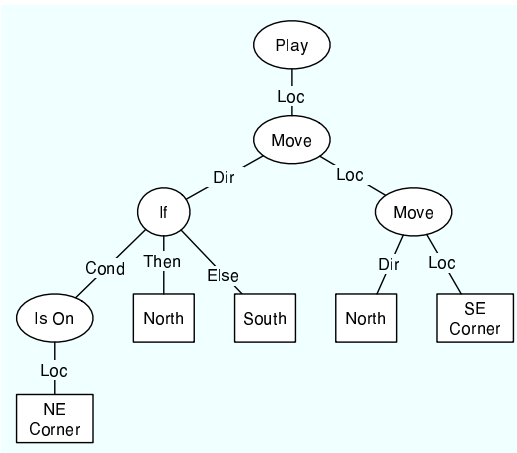 Play
Loc
Move
Dir
Loc
If
Move
Cond
Then
Else
Dir
Loc
Is On
North
South
North
SE
Corner
Loc
NE
Corner